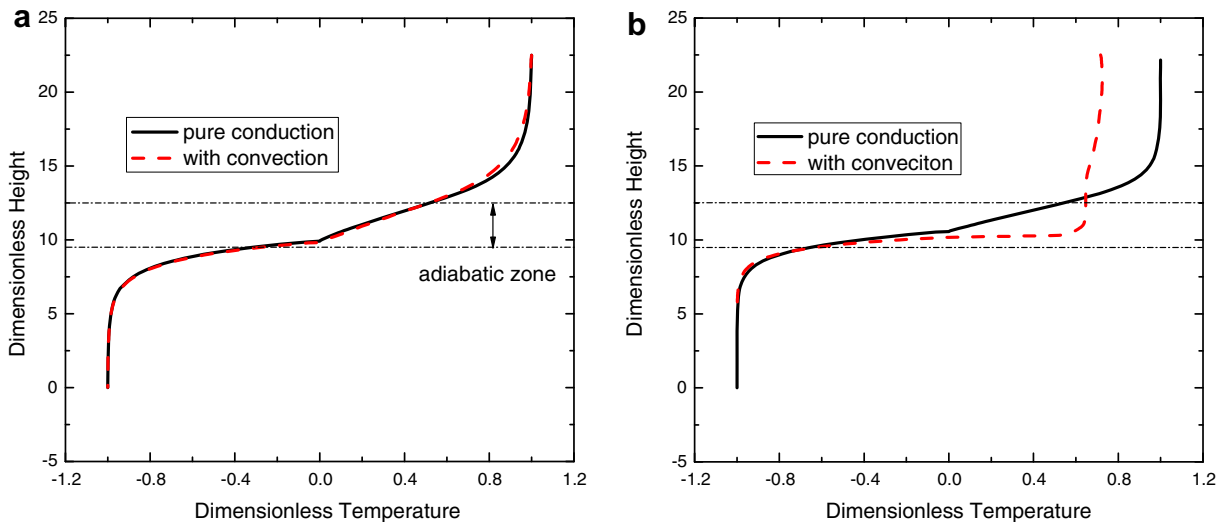 a
25
20
15
10
5
0
-5
-1.2 -0.8 -0.4 0.0 0.4 0.8 1.2
Dimensionless Height
Dimensionless Temperature
pure conduction
with convection
adiabatic zone
b
25
20
15
10
5
0
-5
-1.2 -0.8 -0.4 0.0 0.4 0.8 1.2
Dimensionless Height
Dimensionless Temperature
pure conduction
with conveciton